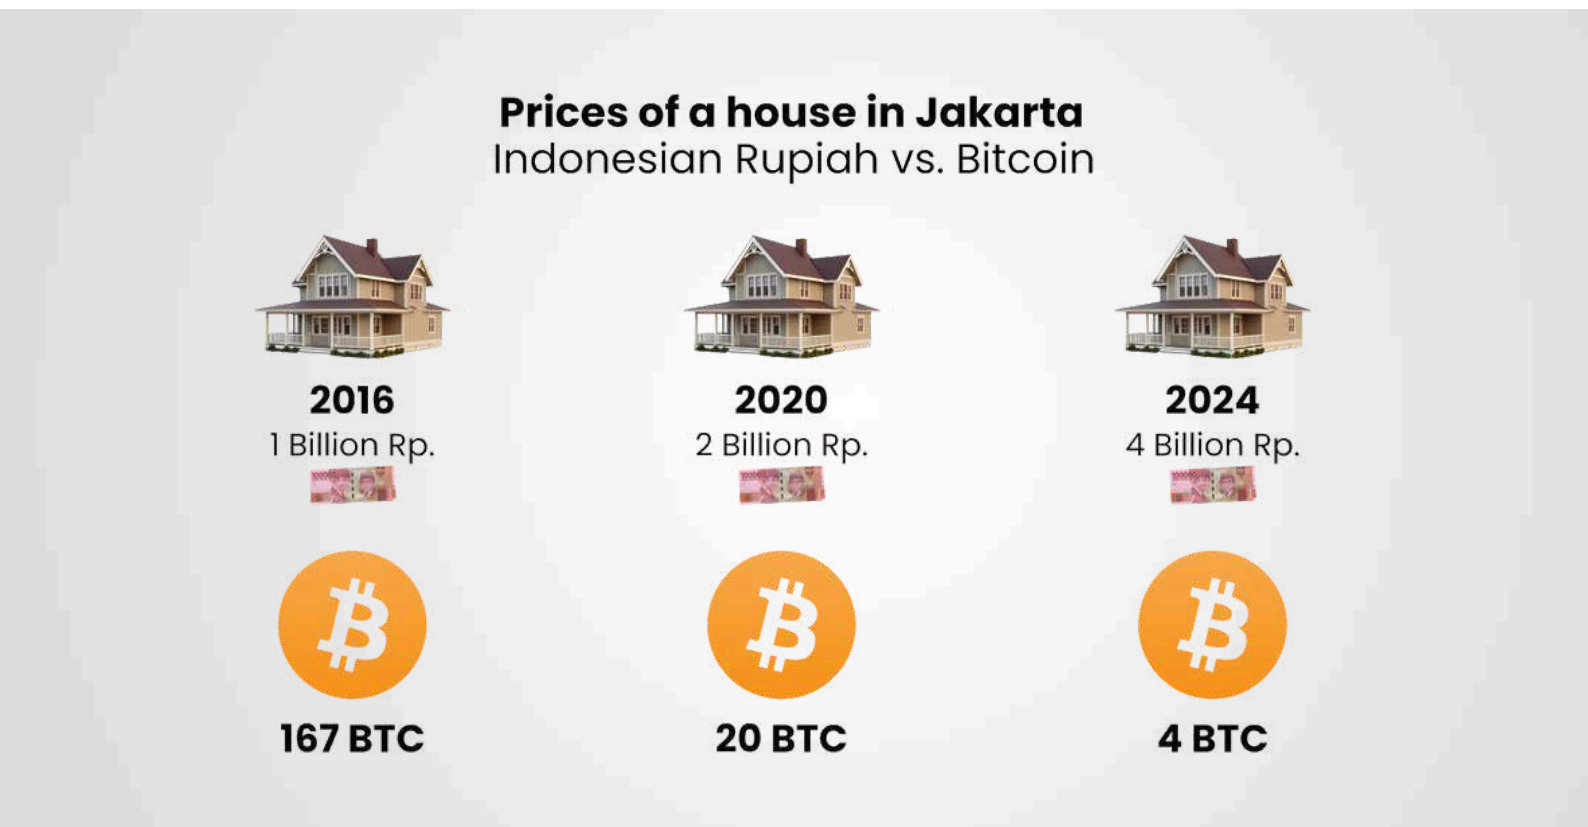 Prices of a house in Jakarta
Indonesian Rupiah vs. Bitcoin
2016
1 Billion Rp.
167 BTC
2020
2 Billion Rp.
20 BTC
2024
4 Billion Rp.
4 BTC